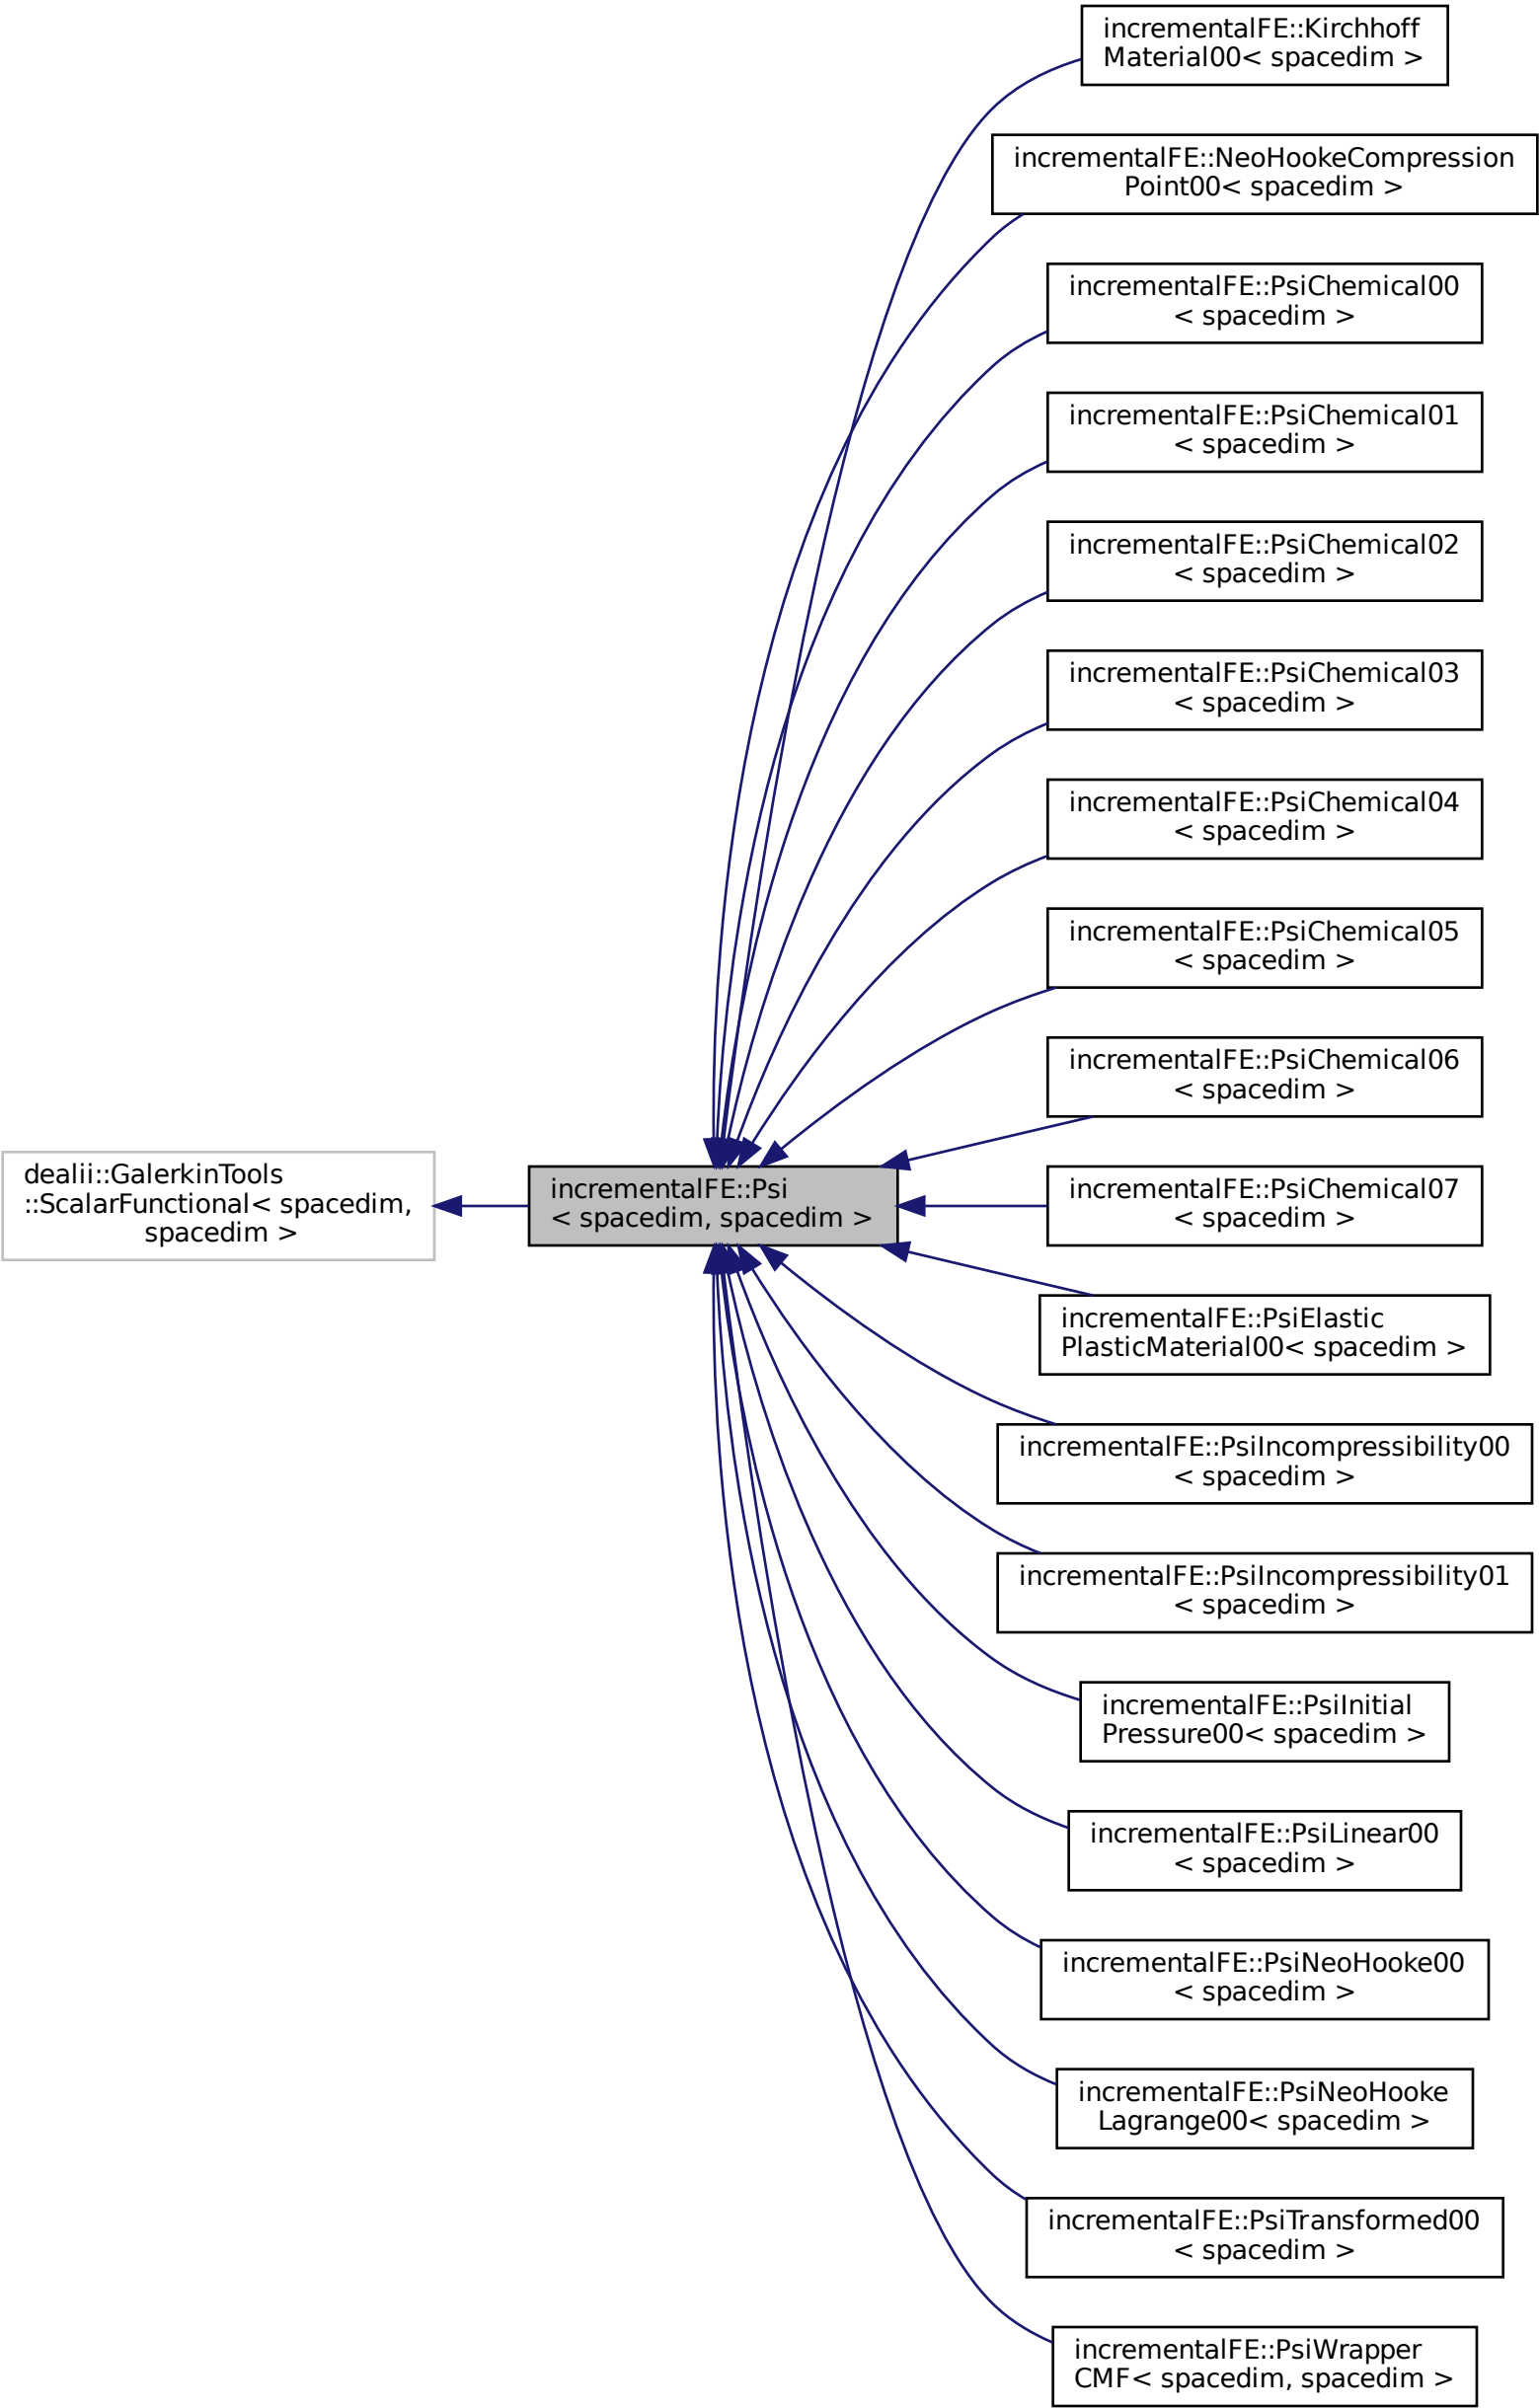 incrementalFE::Kirchhoff
Material00< spacedim >
incrementalFE::NeoHookeCompression
Point00< spacedim >
incrementalFE::PsiChemical00
< spacedim >
incrementalFE::PsiChemical01
< spacedim >
incrementalFE::PsiChemical02
< spacedim >
incrementalFE::PsiChemical03
< spacedim >
incrementalFE::PsiChemical04
< spacedim >
incrementalFE::PsiChemical05
< spacedim >
incrementalFE::PsiChemical06
< spacedim >
dealii::GalerkinTools
::ScalarFunctional< spacedim,
spacedim >
incrementalFE::Psi
< spacedim, spacedim >
incrementalFE::PsiChemical07
< spacedim >
incrementalFE::PsiElastic
PlasticMaterial00< spacedim >
incrementalFE::PsiIncompressibility00
< spacedim >
incrementalFE::PsiIncompressibility01
< spacedim >
incrementalFE::PsiInitial
Pressure00< spacedim >
incrementalFE::PsiLinear00
< spacedim >
incrementalFE::PsiNeoHooke00
< spacedim >
incrementalFE::PsiNeoHooke
Lagrange00< spacedim >
incrementalFE::PsiTransformed00
< spacedim >
incrementalFE::PsiWrapper
CMF< spacedim, spacedim >